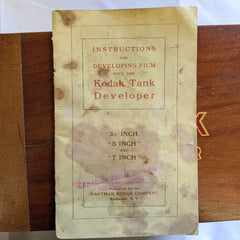 INSTRUCTIONS
FOR
DEVELOPING FILM
WITH THE
Kodak Tank
Developer
3½ INCH,
"5 INCH"
AND
"7 INCH"
Published by the
EASTMAN KODAK COMPANY
Rochester, N. Y.
K
R